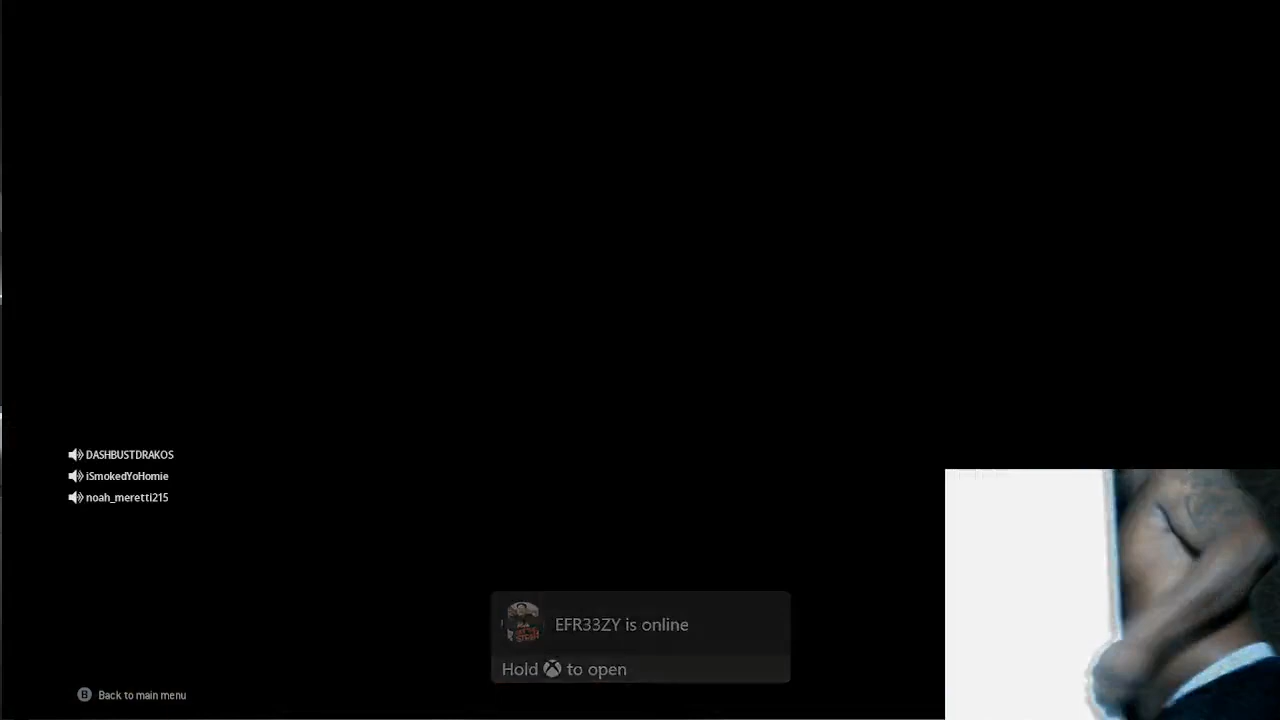 DASHBUSTDRAKOS
iSmokedYoHomie
noah_meretti215
EFR33ZY is online
Hold to open
B Back to main menu